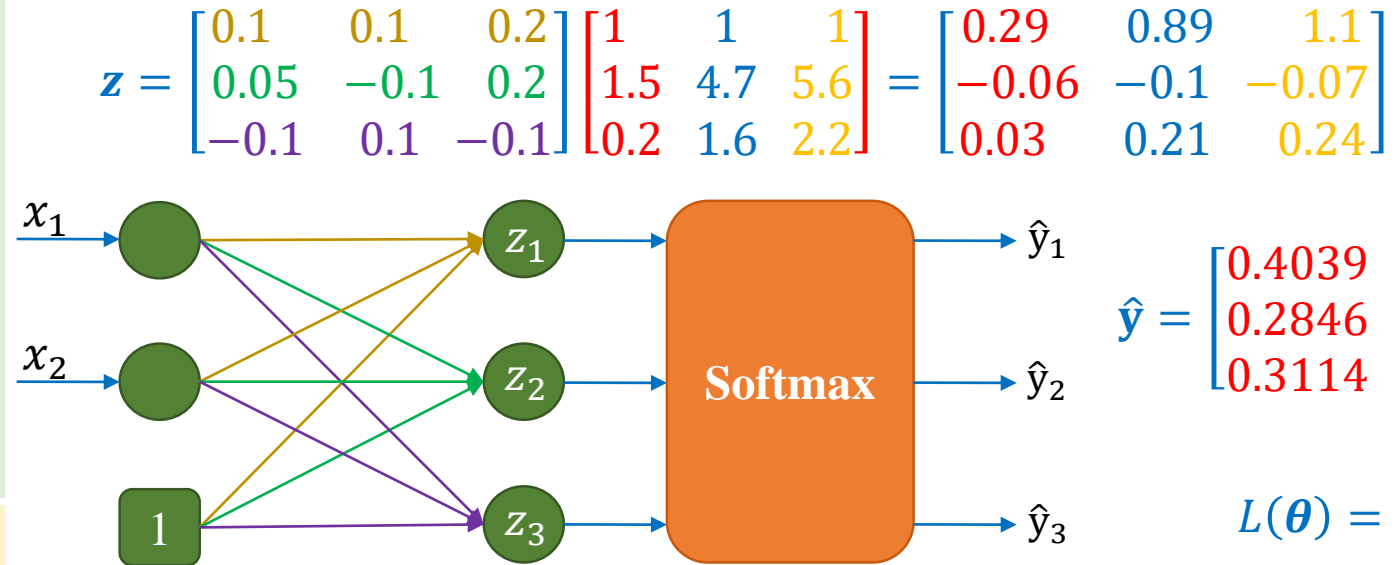 z = [0.1 0.1 0.2; 0.05 −0.1 0.2; −0.1 0.1 −0.1] [1 1 1; 1.5 4.7 5.6; 0.2 1.6 2.2] = [0.29 0.89 1.1; −0.06 −0.1 −0.07; 0.03 0.21 0.24]
x₁
z₁
ŷ₁
x₂
z₂
Softmax
ŷ₂
ŷ = [0.4039; 0.2846; 0.3114
1
z₃
ŷ₃
L(θ) =